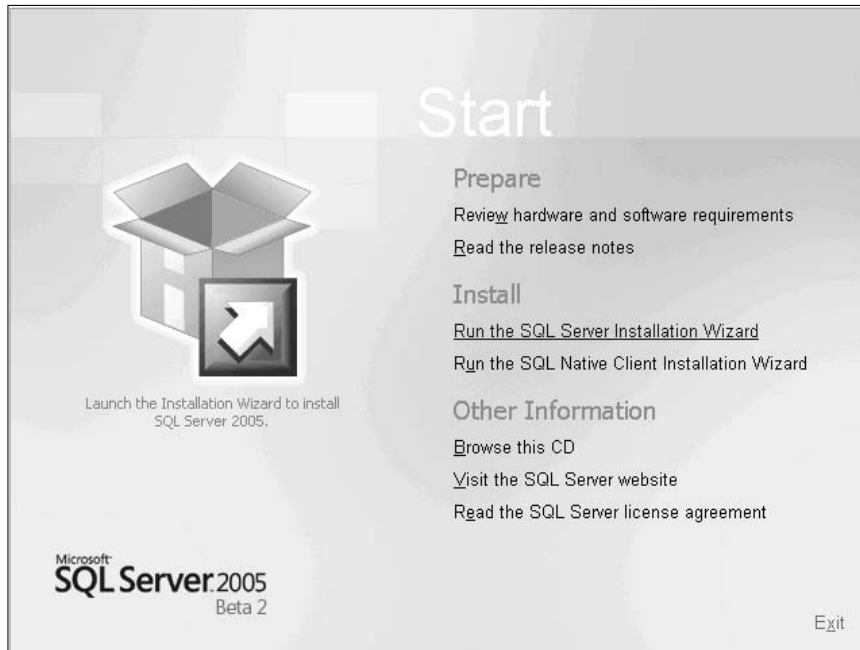 Start
Prepare
Review hardware and software requirements
Read the release notes
Install
Run the SQL Server Installation Wizard
Run the SQL Native Client Installation Wizard
Launch the Installation Wizard to install
SQL Server 2005.
Other Information
Browse this CD
Visit the SQL Server website
Read the SQL Server license agreement
Microsoft
SQL Server 2005
Beta 2
Exit